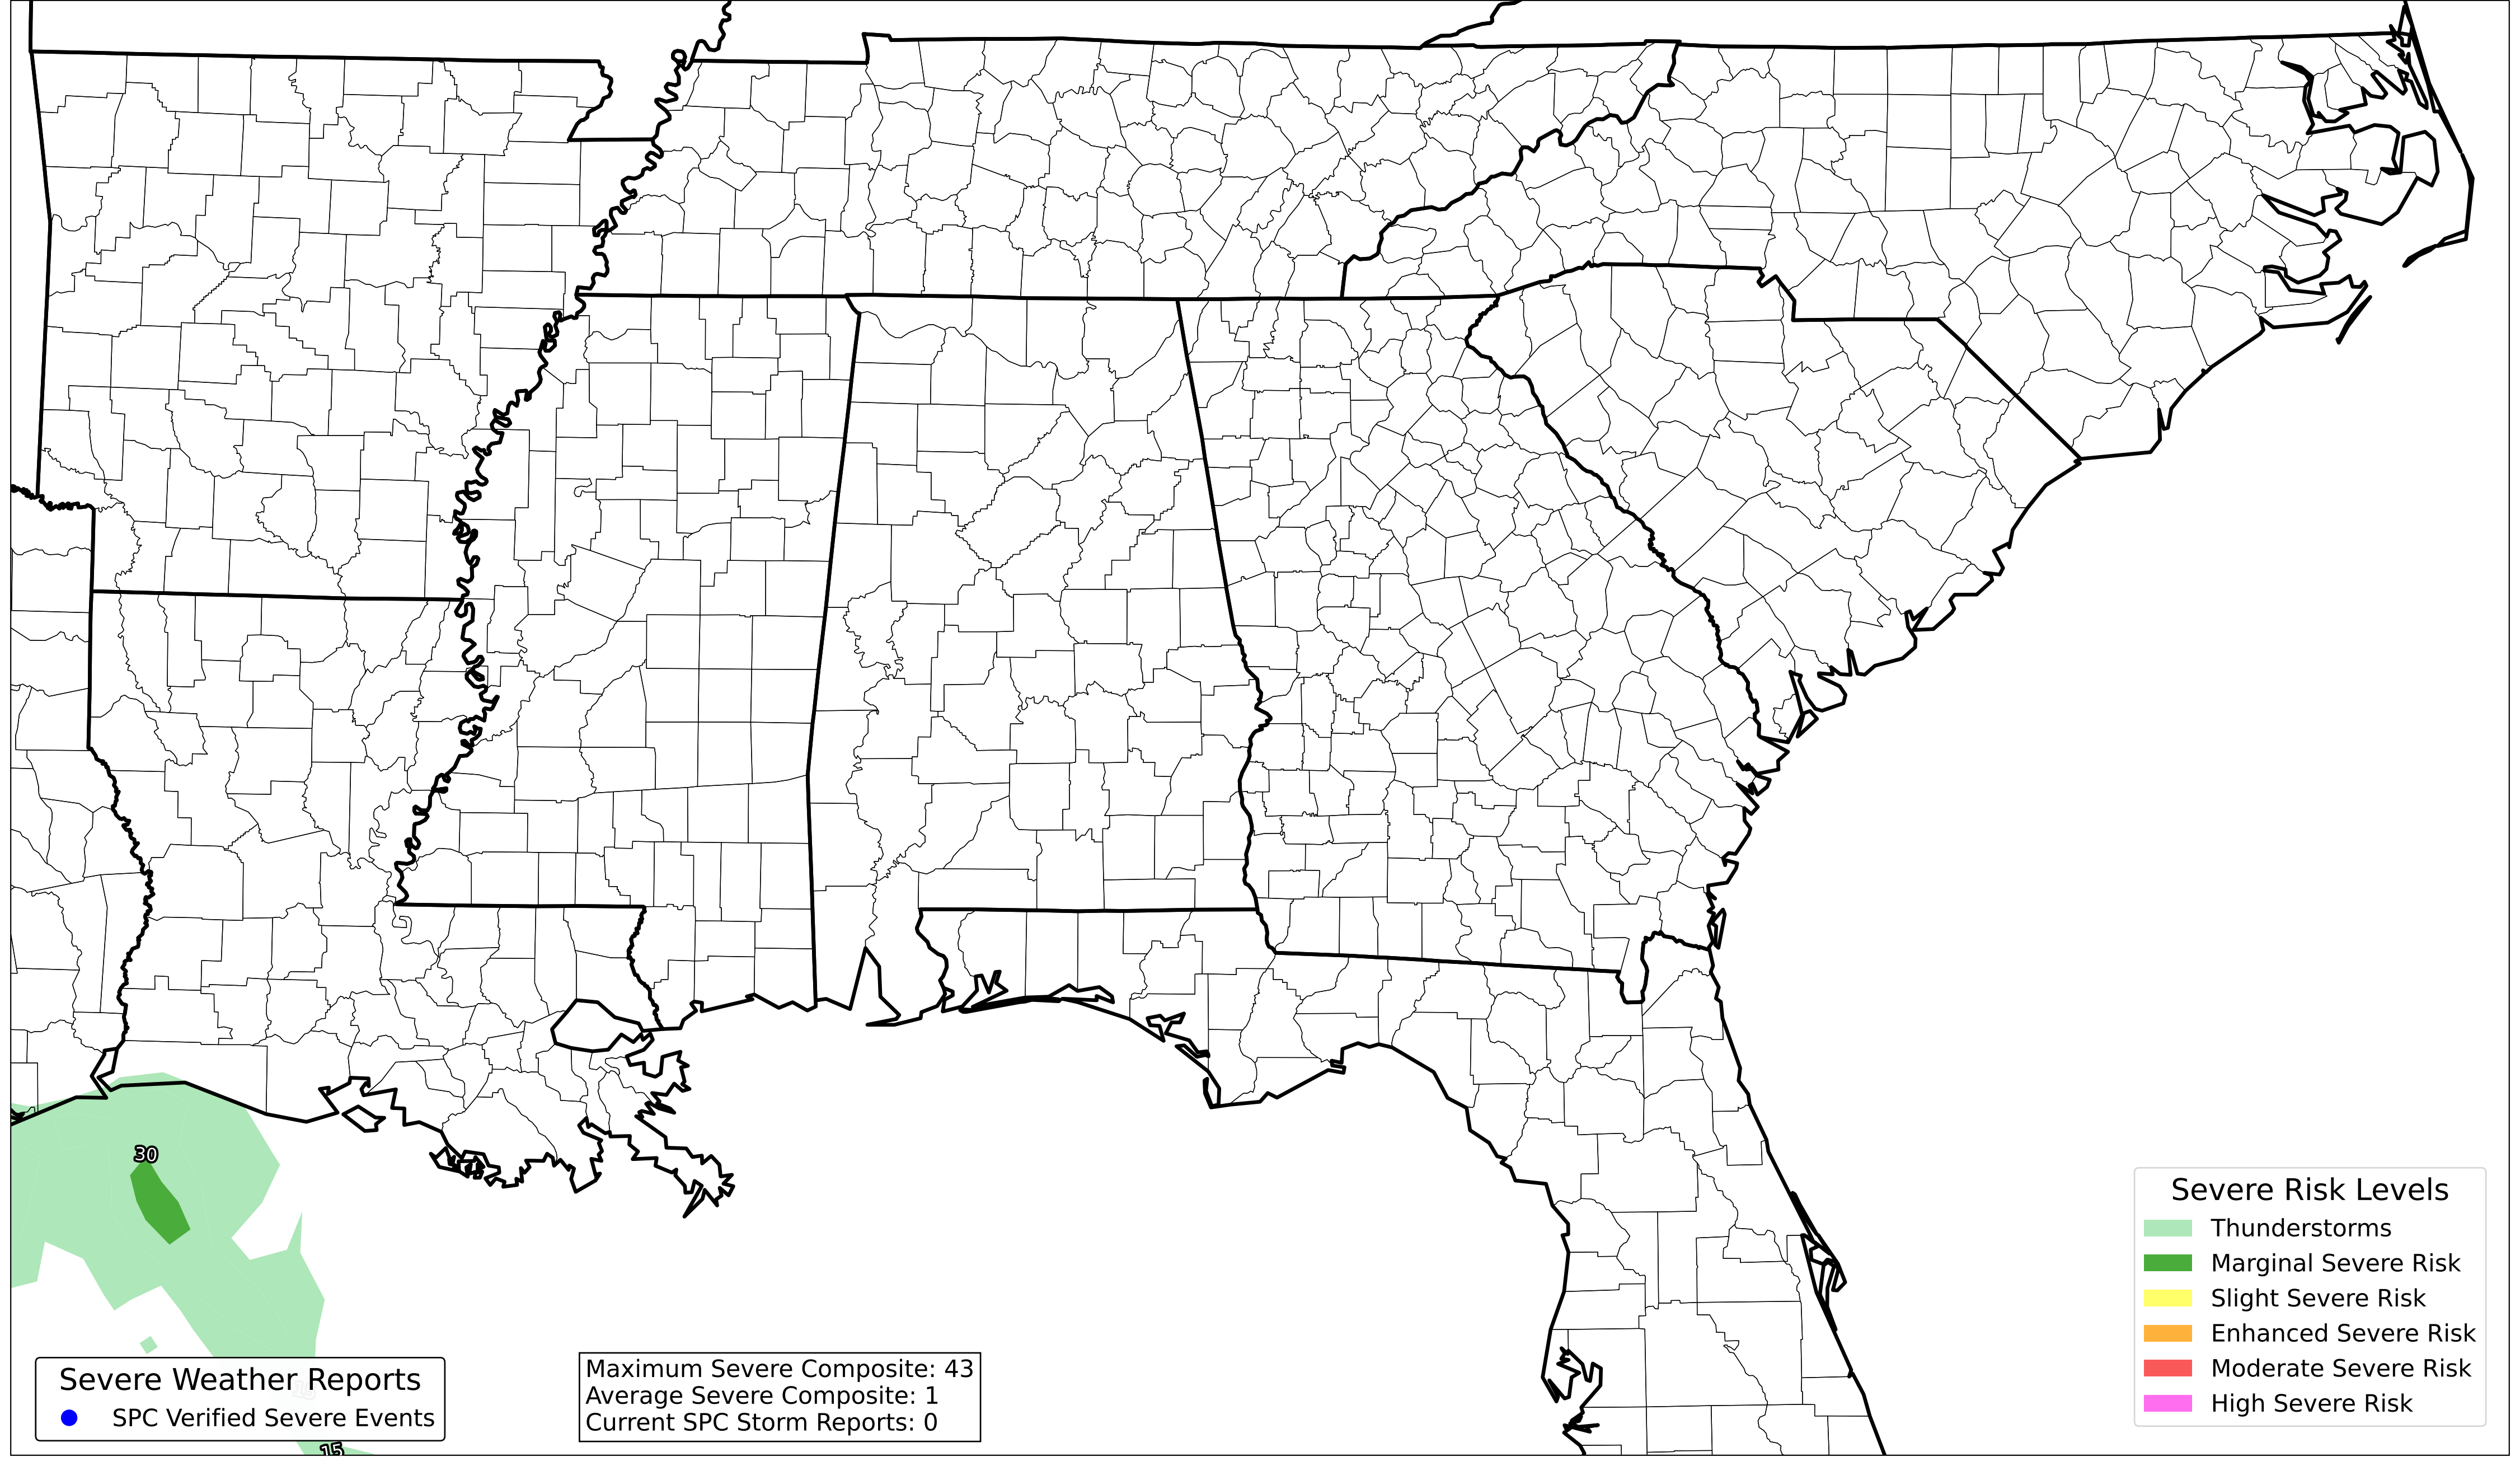 30
Severe Risk Levels
Thunderstorms
Marginal Severe Risk
Slight Severe Risk
Enhanced Severe Risk
Moderate Severe Risk
High Severe Risk
Severe Weather Reports
SPC Verified Severe Events
Maximum Severe Composite: 43
Average Severe Composite: 1
Current SPC Storm Reports: 0
15